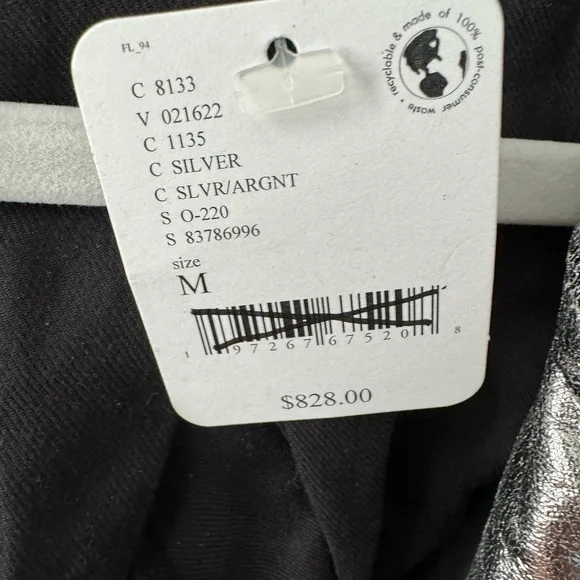 FL_94
recyclable & made of 100% post-consumer waste •
C 8133
V 021622
C 1135
C SILVER
C SLVR/ARGNT
S O-220
S 83786996
size
M
1 97267 67520 8
$828.00